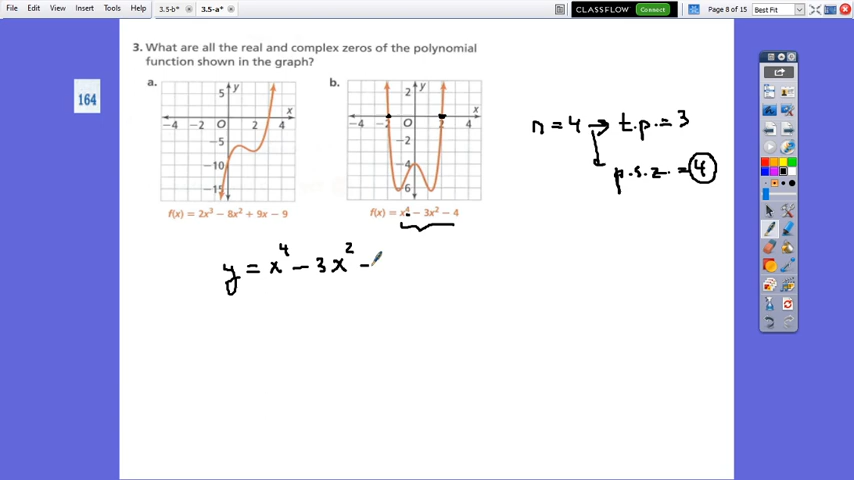 File Edit View Insert Tools Help 3.5-b* 3.5-a* CLASSFLOW Connect Page 8 of 15 Best Fit
3. What are all the real and complex zeros of the polynomial
function shown in the graph?
164
a.
5 y
x
−4 −2 O 2 4
−5
−10
−15
f(x) = 2x³ − 8x² + 9x − 9
b.
2 y
x
−4 −2 O 2 4
−2
−4
6
f(x) = x⁴ − 3x² − 4
n = 4 → t.p. = 3
p.s.z. = 4
y = x⁴ − 3x² −